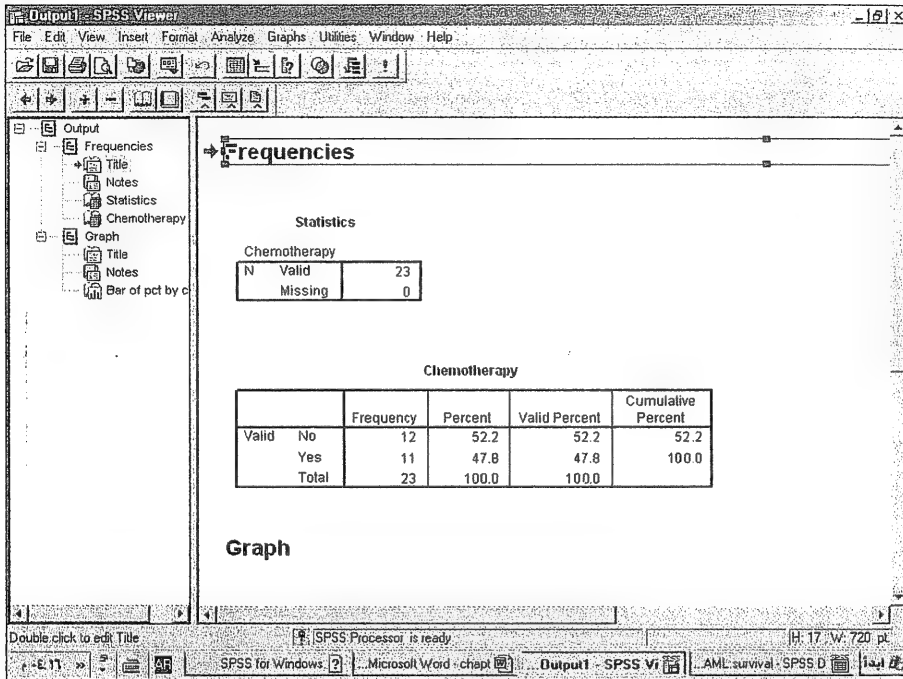 Output1 - SPSS Viewer
File Edit View Insert Format Analyze Graphs Utilities Window Help
Output
Frequencies
Title
Notes
Statistics
Chemotherapy
Graph
Title
Notes
Bar of pct by c
Frequencies
Statistics
Chemotherapy
N Valid 23
Missing 0
Chemotherapy
Frequency Percent Valid Percent Cumulative Percent
Valid No 12 52.2 52.2 52.2
Yes 11 47.8 47.8 100.0
Total 23 100.0 100.0
Graph
Double click to edit Title SPSS Processor is ready H: 17 W: 720 pt.
AR SPSS for Windows ...Microsoft Word - chapt ...Output1 - SPSS Vi ...AML survival - SPSS D ابدأ